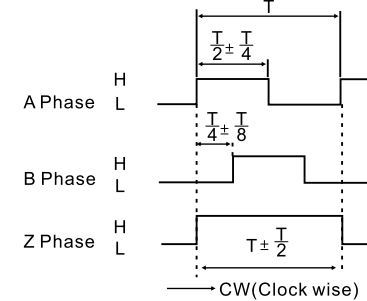 T
T/2 ± T/4
H
A Phase L
T/4 ± T/8
H
B Phase L
H
Z Phase L
T ± T/2
CW(Clock wise)